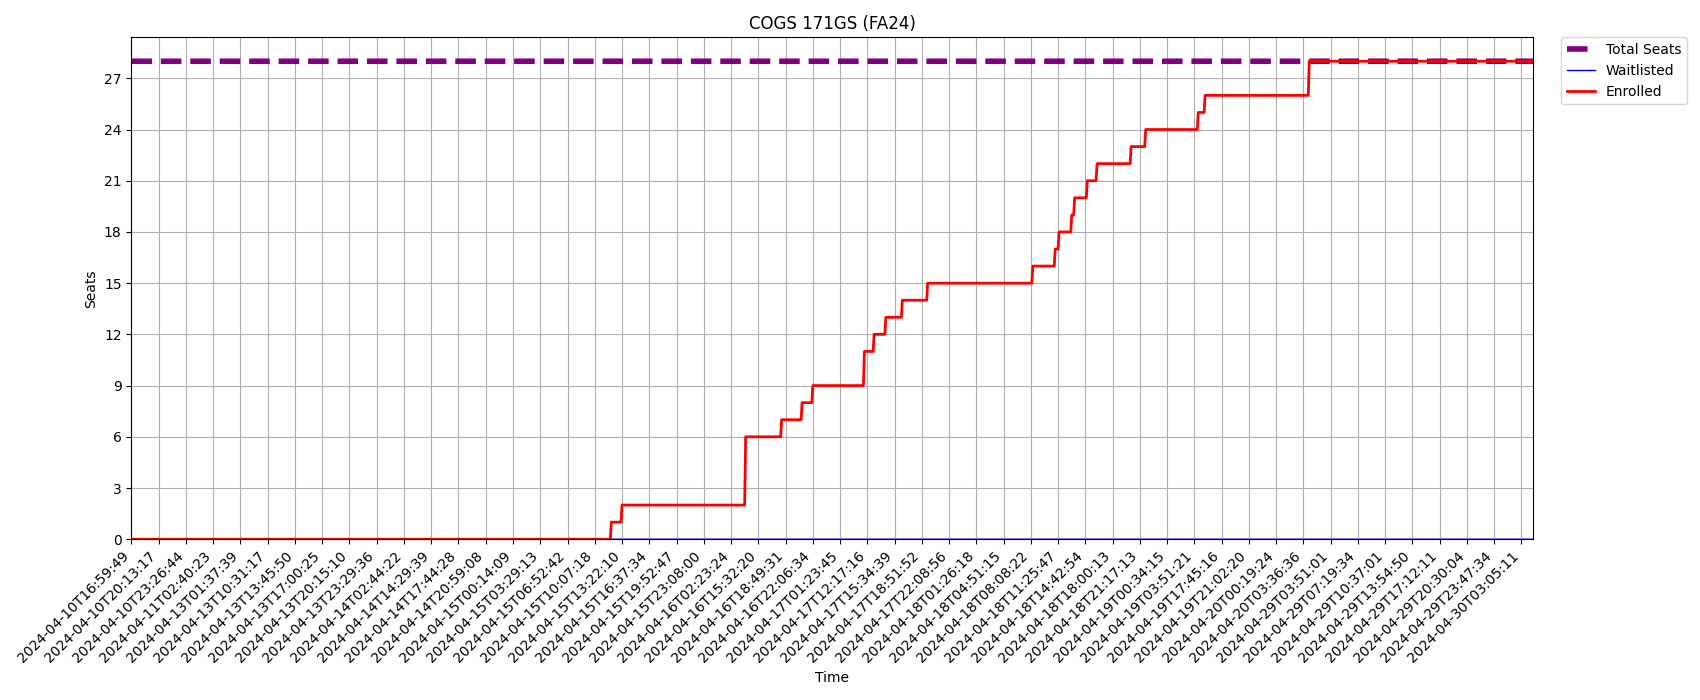 COGS 171GS (FA24)
Total Seats
Waitlisted
Enrolled
27
24
21
18
15
12
9
6
3
0
Seats
2024-04-10T16:59:49
2024-04-10T20:13:17
2024-04-10T23:26:44
2024-04-11T02:40:23
2024-04-13T01:37:39
2024-04-13T10:31:17
2024-04-13T13:45:50
2024-04-13T17:00:25
2024-04-13T20:15:10
2024-04-13T23:29:36
2024-04-14T02:44:22
2024-04-14T14:29:39
2024-04-14T17:44:28
2024-04-14T20:59:08
2024-04-15T00:14:09
2024-04-15T03:29:13
2024-04-15T06:52:42
2024-04-15T10:07:18
2024-04-15T13:22:10
2024-04-15T16:37:34
2024-04-15T19:52:47
2024-04-15T23:08:00
2024-04-16T02:23:24
2024-04-16T15:32:20
2024-04-16T18:49:31
2024-04-16T22:06:34
2024-04-17T01:23:45
2024-04-17T12:17:16
2024-04-17T15:34:39
2024-04-17T18:51:52
2024-04-17T22:08:56
2024-04-18T01:26:18
2024-04-18T04:51:15
2024-04-18T08:08:22
2024-04-18T11:25:47
2024-04-18T14:42:54
2024-04-18T18:00:13
2024-04-18T21:17:13
2024-04-19T00:34:15
2024-04-19T03:51:21
2024-04-19T17:45:16
2024-04-19T21:02:20
2024-04-20T00:19:24
2024-04-20T03:36:36
2024-04-29T03:51:01
2024-04-29T07:19:34
2024-04-29T10:37:01
2024-04-29T13:54:50
2024-04-29T17:12:11
2024-04-29T20:30:04
2024-04-29T23:47:34
2024-04-30T03:05:11
Time